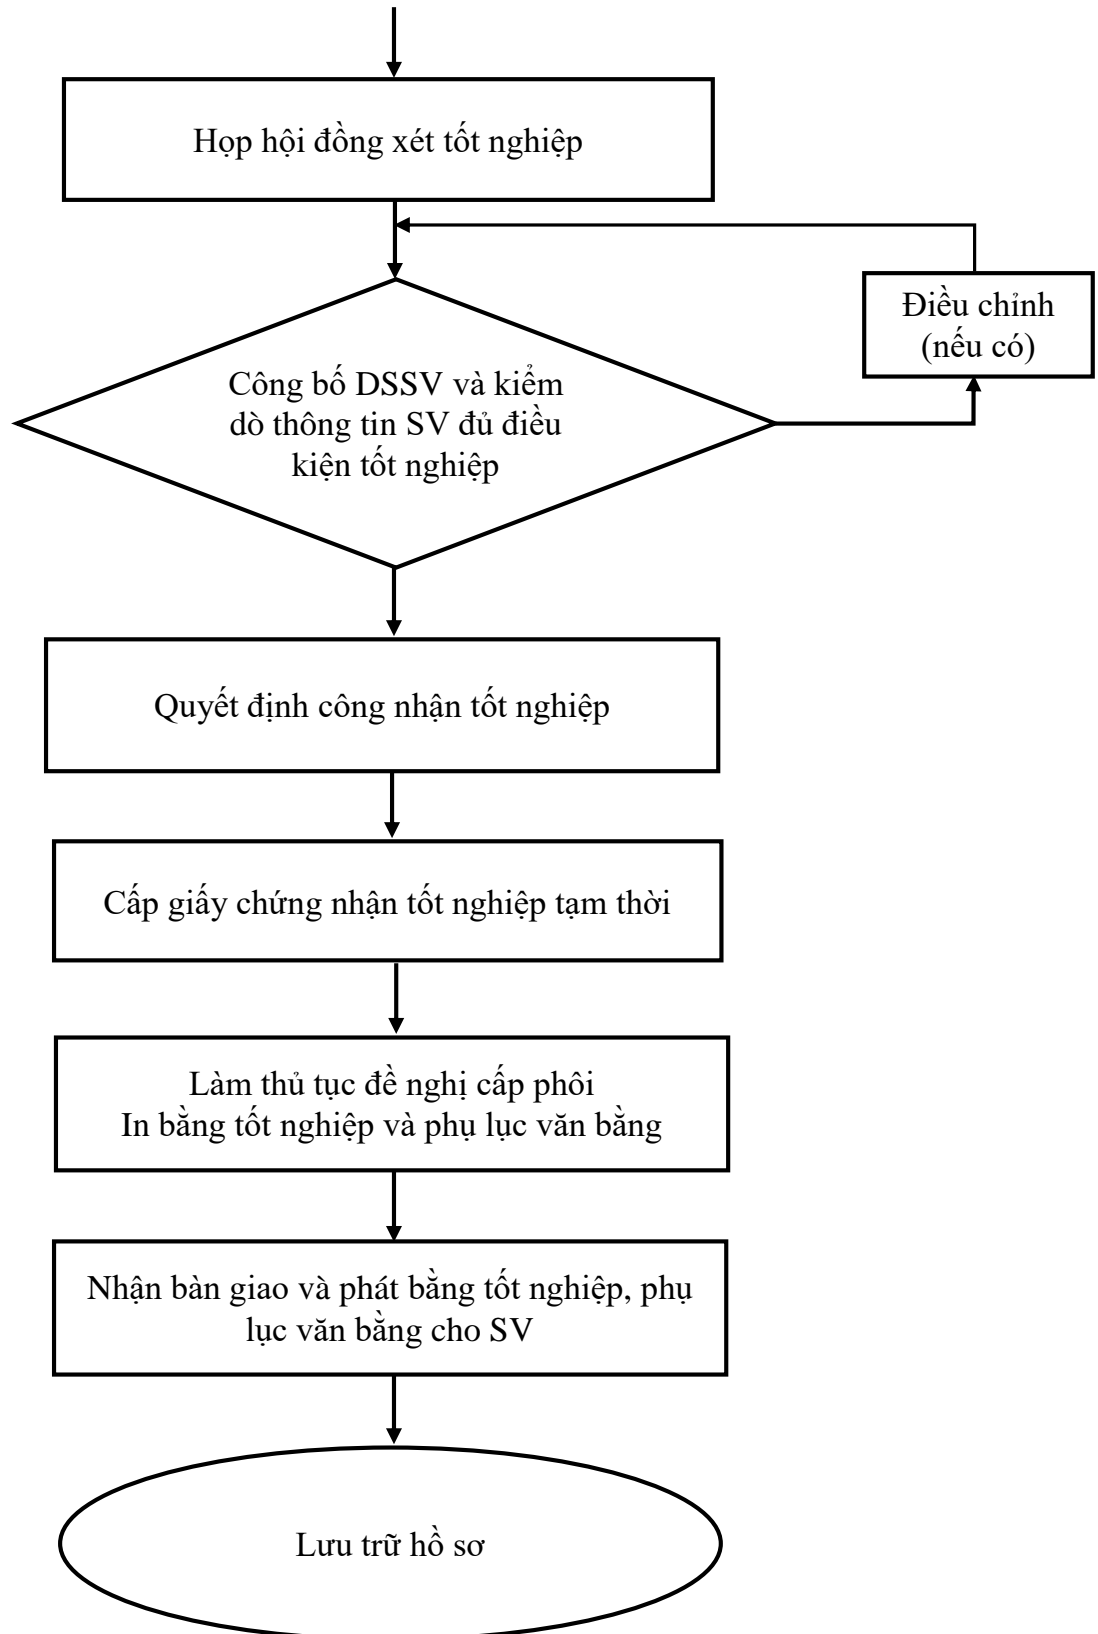 Họp hội đồng xét tốt nghiệp
Điều chỉnh
(nếu có)
Công bố DSSV và kiểm
dò thông tin SV đủ điều
kiện tốt nghiệp
Quyết định công nhận tốt nghiệp
Cấp giấy chứng nhận tốt nghiệp tạm thời
Làm thủ tục đề nghị cấp phôi
In bằng tốt nghiệp và phụ lục văn bằng
Nhận bàn giao và phát bằng tốt nghiệp, phụ
lục văn bằng cho SV
Lưu trữ hồ sơ